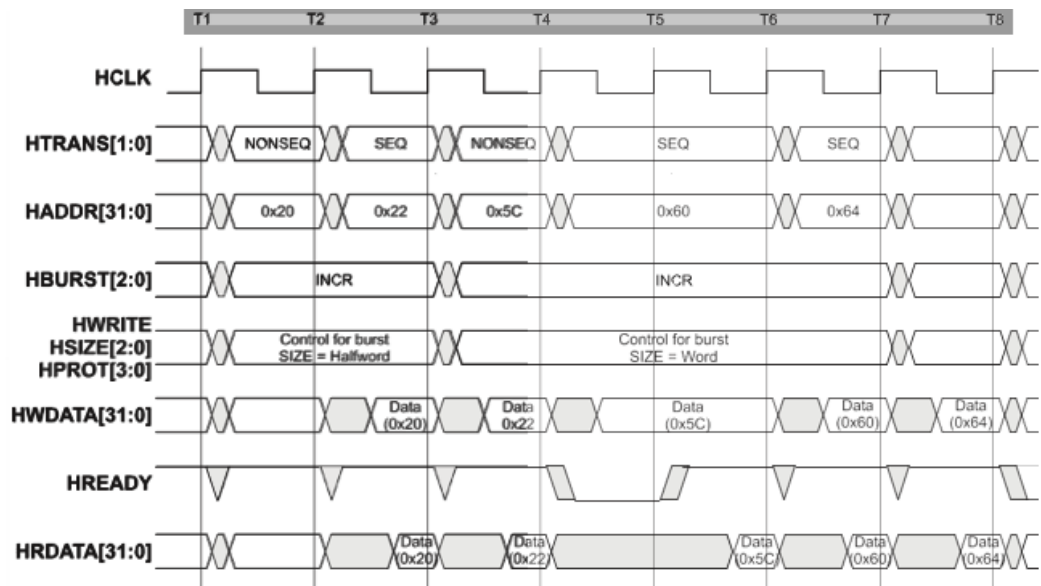 T1 T2 T3 T4 T5 T6 T7 T8
HCLK
HTRANS[1:0] NONSEQ SEQ NONSEQ SEQ SEQ
HADDR[31:0] 0x20 0x22 0x5C 0x60 0x64
HBURST[2:0] INCR INCR
HWRITE
HSIZE[2:0]
HPROT[3:0]
Control for burst
SIZE = Halfword
Control for burst
SIZE = Word
HWDATA[31:0]
Data
(0x20)
Data
0x22
Data
(0x5C)
Data
(0x60)
Data
(0x64)
HREADY
HRDATA[31:0]
Data
(0x20)
Data
(0x22)
Data
(0x5C)
Data
(0x60)
Data
(0x64)